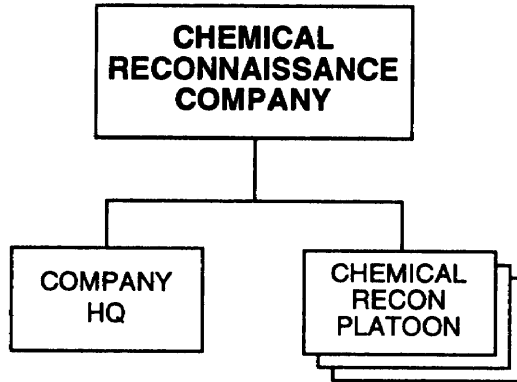 CHEMICAL
RECONNAISSANCE
COMPANY
COMPANY
HQ
CHEMICAL
RECON
PLATOON